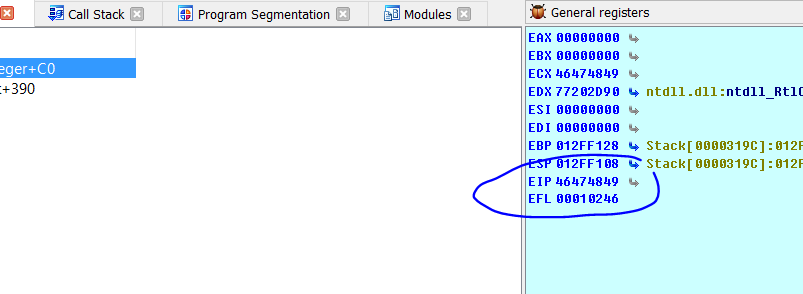 Call Stack
Program Segmentation
Modules
General registers
eger+C0
+390
EAX 00000000
EBX 00000000
ECX 46474849
EDX 77202D90 ntdll.dll:ntdll_RtlC
ESI 00000000
EDI 00000000
EBP 012FF128 Stack[0000319C]:012F
ESP 012FF108 Stack[0000319C]:012F
EIP 46474849
EFL 00010246